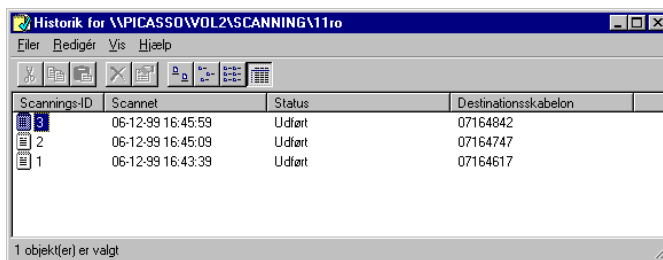 Historik for \\PICASSO\VOL2\SCANNING\11ro
Filer Redigér Vis Hjælp
Scannings-ID Scannet Status Destinationsskabelon
3 06-12-99 16:45:59 Udført 07164842
2 06-12-99 16:45:09 Udført 07164747
1 06-12-99 16:43:39 Udført 07164617
1 objekt(er) er valgt